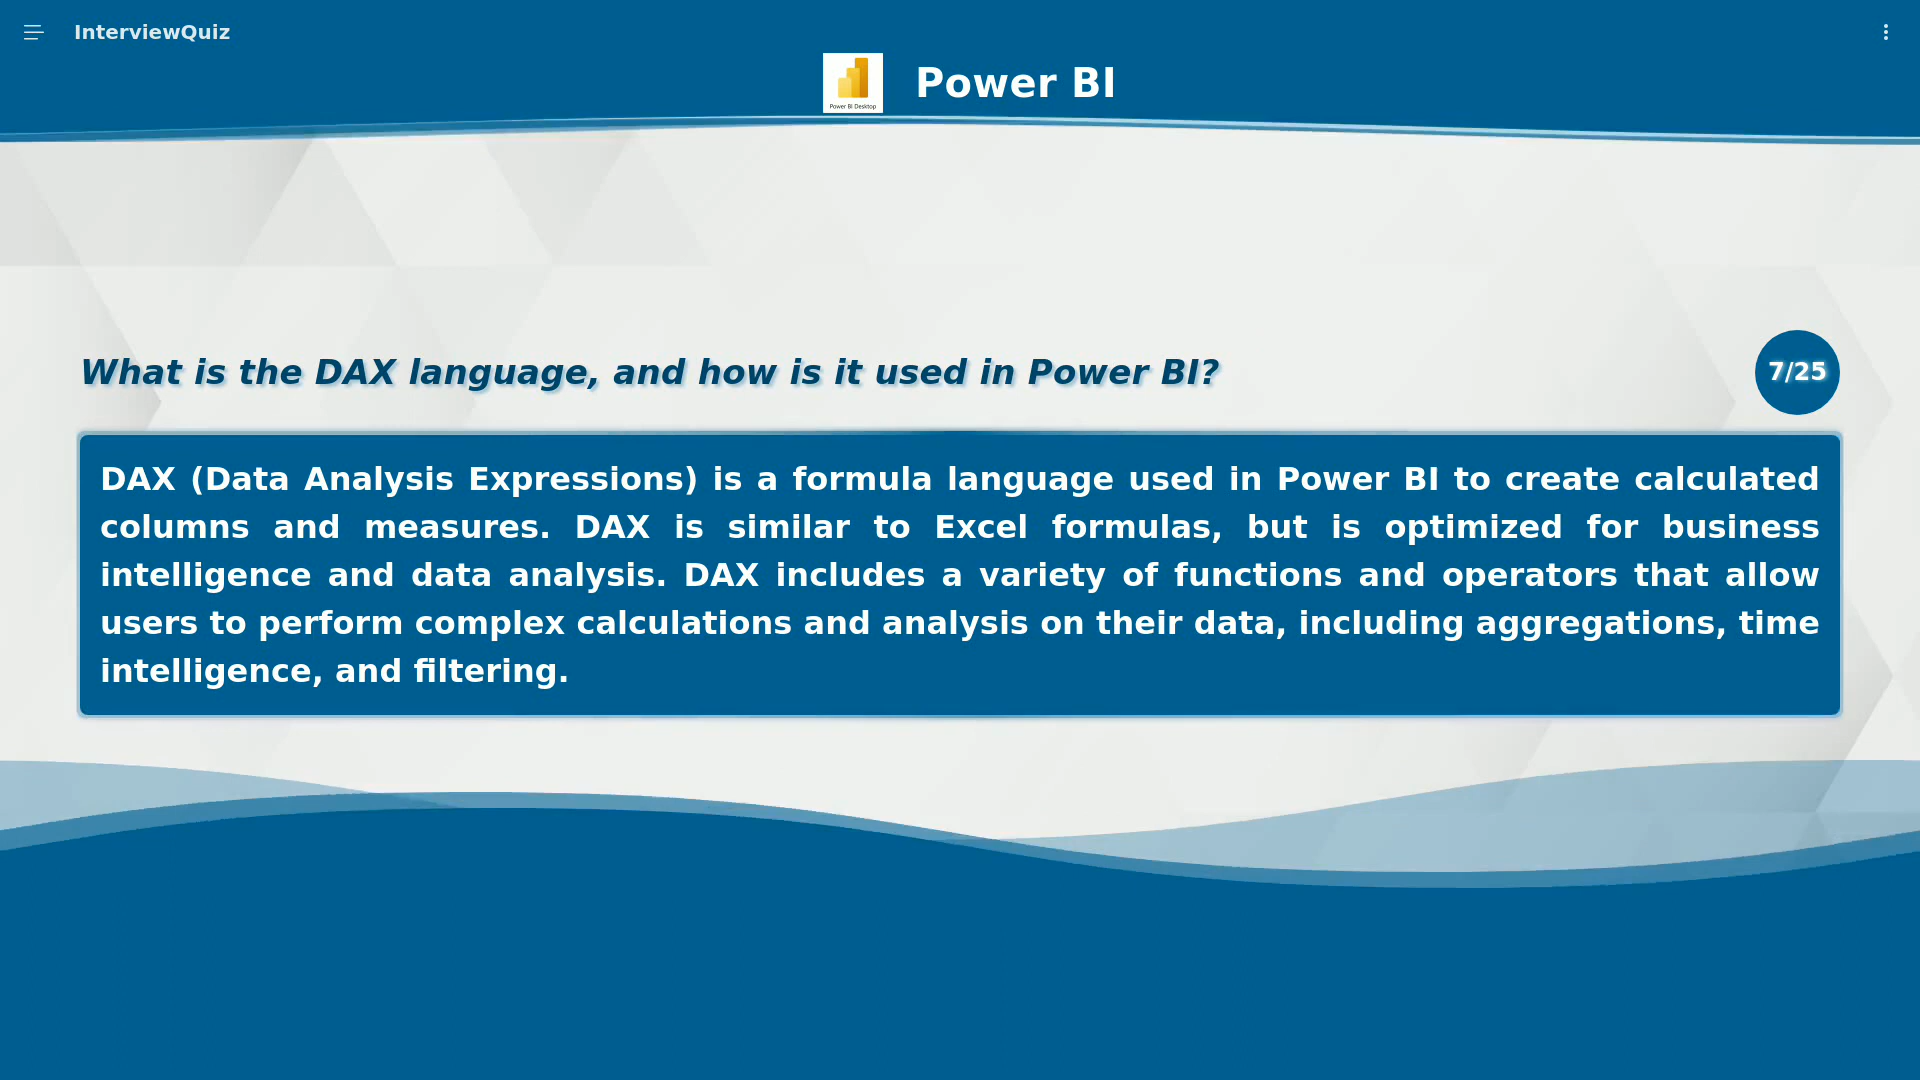 InterviewQuiz
Power BI Desktop
Power BI
What is the DAX language, and how is it used in Power BI?
7/25
DAX (Data Analysis Expressions) is a formula language used in Power BI to create calculated
columns and measures. DAX is similar to Excel formulas, but is optimized for business
intelligence and data analysis. DAX includes a variety of functions and operators that allow
users to perform complex calculations and analysis on their data, including aggregations, time
intelligence, and filtering.